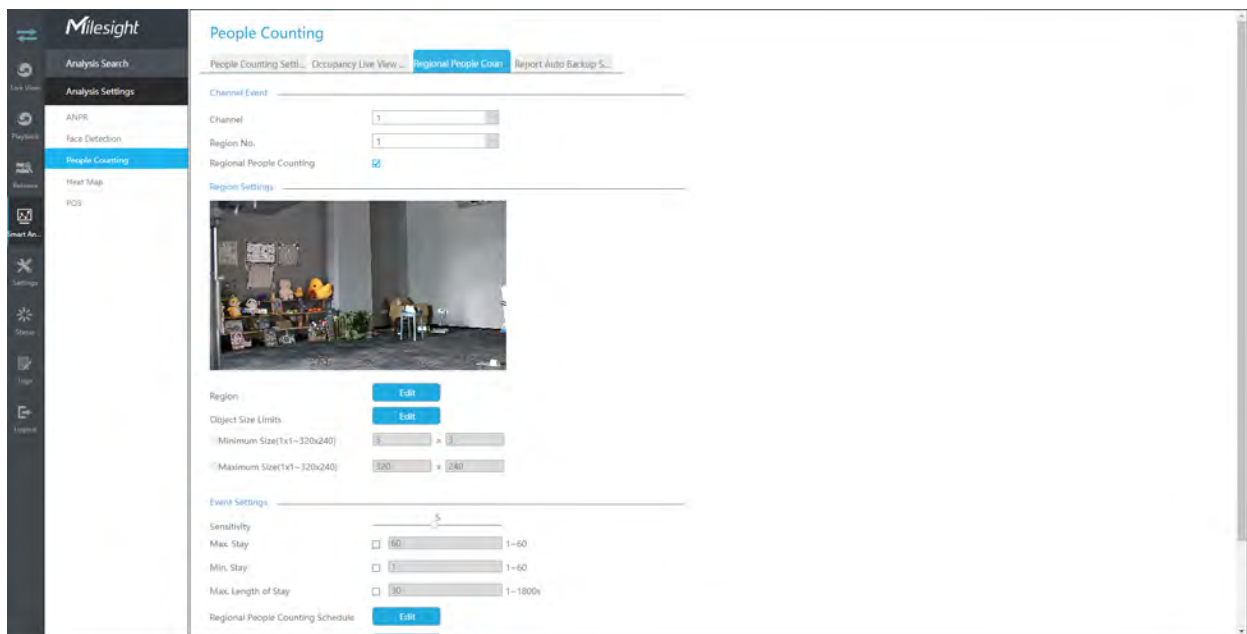 Milesight
Analysis Search
Analysis Settings
ANPR
Face Detection
People Counting
Heat Map
POS
Live View
Playback
Retrieve
Smart An...
Settings
Status
Logs
Logout
People Counting
People Counting Setti... Occupancy Live View ... Regional People Coun... Report Auto Backup S...
Channel Event
Channel 1
Region No. 1
Regional People Counting
Region Settings
Region Edit
Object Size Limits Edit
Minimum Size(1x1~320x240) 3 x 3
Maximum Size(1x1~320x240) 320 x 240
Event Settings
5
Sensitivity
Max. Stay 60 1~60
Min. Stay 1 1~60
Max. Length of Stay 30 1~1800s
Regional People Counting Schedule Edit